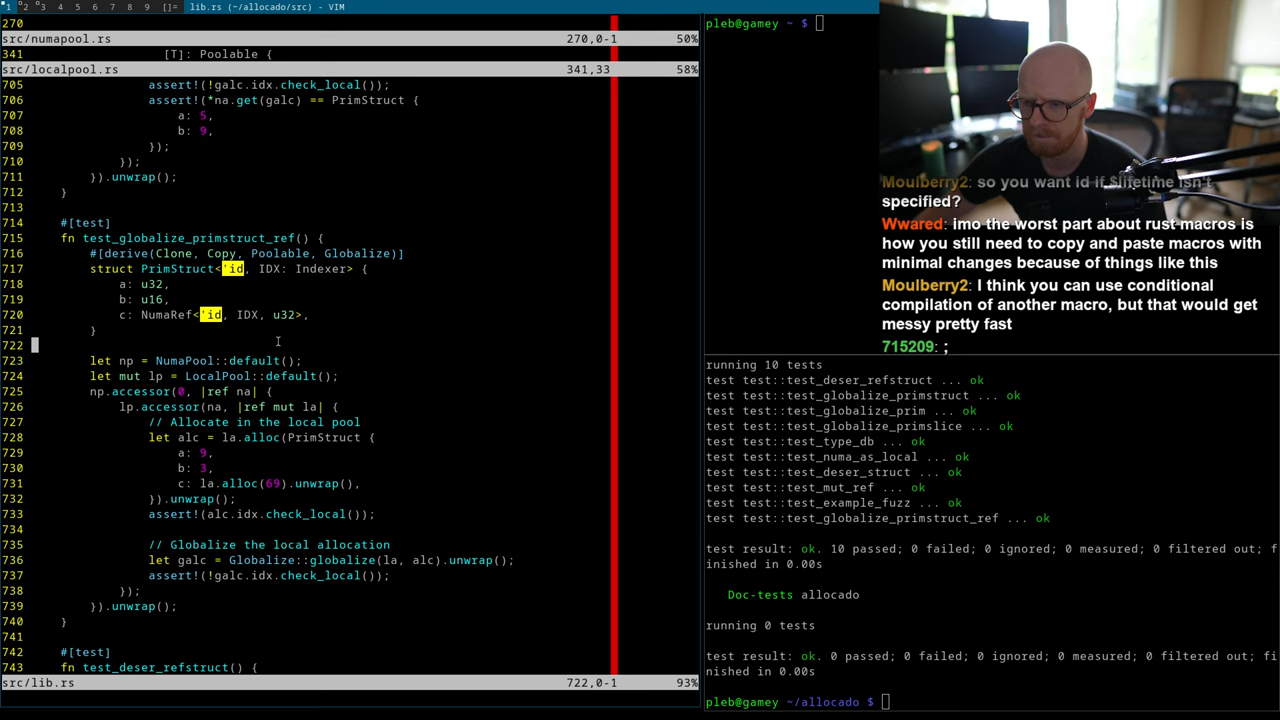 1 2 3 4 5 6 7 8 9 []= lib.rs (~/allocado/src) - VIM
270
src/numapool.rs 270,0-1 50%
341 [T]: Poolable {
src/localpool.rs 341,33 58%
705 assert!(!galc.idx.check_local());
706 assert!(*na.get(galc) == PrimStruct {
707 a: 5,
708 b: 9,
709 });
710 });
711 }).unwrap();
712 }
713
714 #[test]
715 fn test_globalize_primstruct_ref() {
716 #[derive(Clone, Copy, Poolable, Globalize)]
717 struct PrimStruct<'id, IDX: Indexer> {
718 a: u32,
719 b: u16,
720 c: NumaRef<'id, IDX, u32>,
721 }
722
723 let np = NumaPool::default();
724 let mut lp = LocalPool::default();
725 np.accessor(0, |ref na| {
726 lp.accessor(na, |ref mut la| {
727 // Allocate in the local pool
728 let alc = la.alloc(PrimStruct {
729 a: 9,
730 b: 3,
731 c: la.alloc(69).unwrap(),
732 }).unwrap();
733 assert!(alc.idx.check_local());
734
735 // Globalize the local allocation
736 let galc = Globalize::globalize(la, alc).unwrap();
737 assert!(!galc.idx.check_local());
738 });
739 }).unwrap();
740 }
741
742 #[test]
743 fn test_deser_refstruct() {
src/lib.rs 722,0-1 93%
pleb@gamey ~ $
Moulberry2: so you want id if $lifetime isn't
specified?
Wwared: imo the worst part about rust macros is
how you still need to copy and paste macros with
minimal changes because of things like this
Moulberry2: I think you can use conditional
compilation of another macro, but that would get
messy pretty fast
715209: ;
running 10 tests
test test::test_deser_refstruct ... ok
test test::test_globalize_primstruct ... ok
test test::test_globalize_prim ... ok
test test::test_globalize_primslice ... ok
test test::test_type_db ... ok
test test::test_numa_as_local ... ok
test test::test_deser_struct ... ok
test test::test_mut_ref ... ok
test test::test_example_fuzz ... ok
test test::test_globalize_primstruct_ref ... ok
test result: ok. 10 passed; 0 failed; 0 ignored; 0 measured; 0 filtered out; f
inished in 0.00s
Doc-tests allocado
running 0 tests
test result: ok. 0 passed; 0 failed; 0 ignored; 0 measured; 0 filtered out; fi
nished in 0.00s
pleb@gamey ~/allocado $